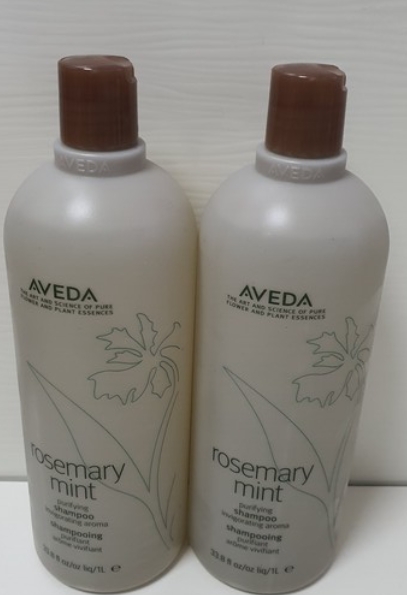 AVEDA
AVEDA
THE ART AND SCIENCE OF PURE
FLOWER AND PLANT ESSENCES
rosemary
mint
purifying
shampoo
invigorating aroma
shampooing
purifiant
arôme vivifiant
33.8 fl oz/oz liq/1L ℮
AVEDA
AVEDA
THE ART AND SCIENCE OF PURE
FLOWER AND PLANT ESSENCES
rosemary
mint
purifying
shampoo
invigorating aroma
shampooing
purifiant
arôme vivifiant
33.8 fl oz/oz liq/1L ℮